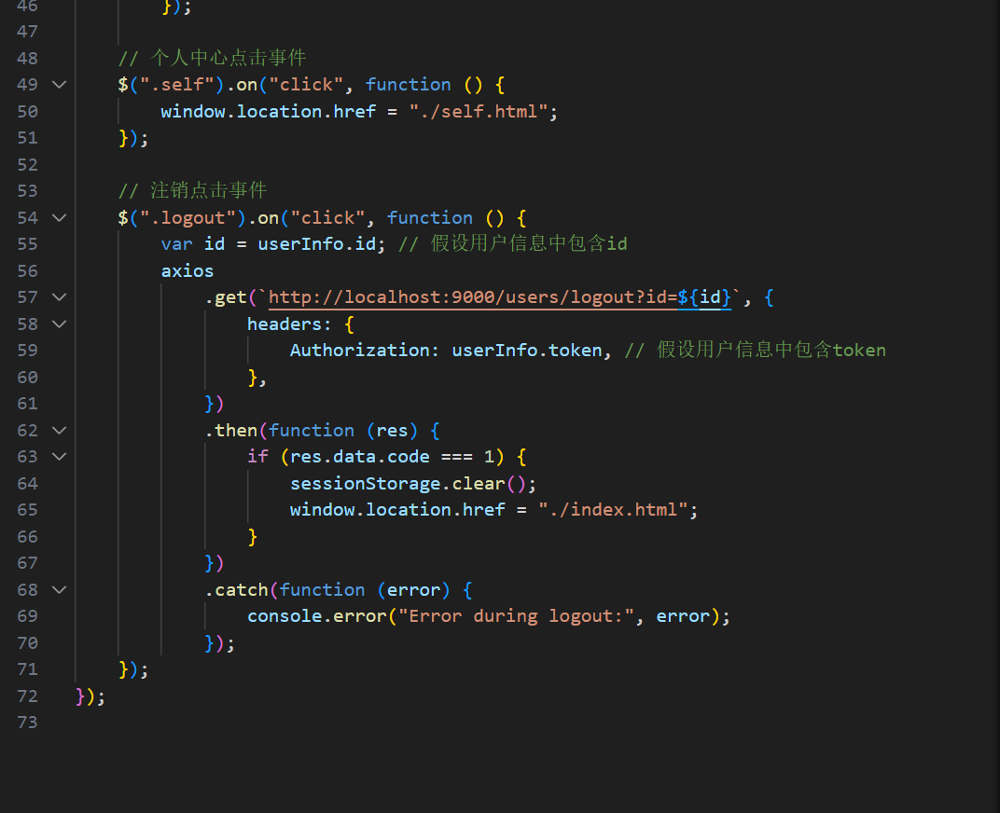 46 });
47
48 // 个人中心点击事件
49 $(".self").on("click", function () {
50 window.location.href = "./self.html";
51 });
52
53 // 注销点击事件
54 $(".logout").on("click", function () {
55 var id = userInfo.id; // 假设用户信息中包含id
56 axios
57 .get(`http://localhost:9000/users/logout?id=${id}`, {
58 headers: {
59 Authorization: userInfo.token, // 假设用户信息中包含token
60 },
61 })
62 .then(function (res) {
63 if (res.data.code === 1) {
64 sessionStorage.clear();
65 window.location.href = "./index.html";
66 }
67 })
68 .catch(function (error) {
69 console.error("Error during logout:", error);
70 });
71 });
72 });
73